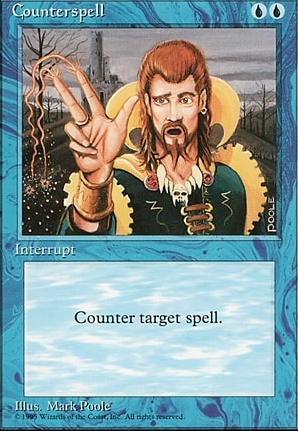 Counterspell
POOLE
Interrupt
Counter target spell.
Illus. Mark Poole
©1995 Wizards of the Coast, Inc. All rights reserved.